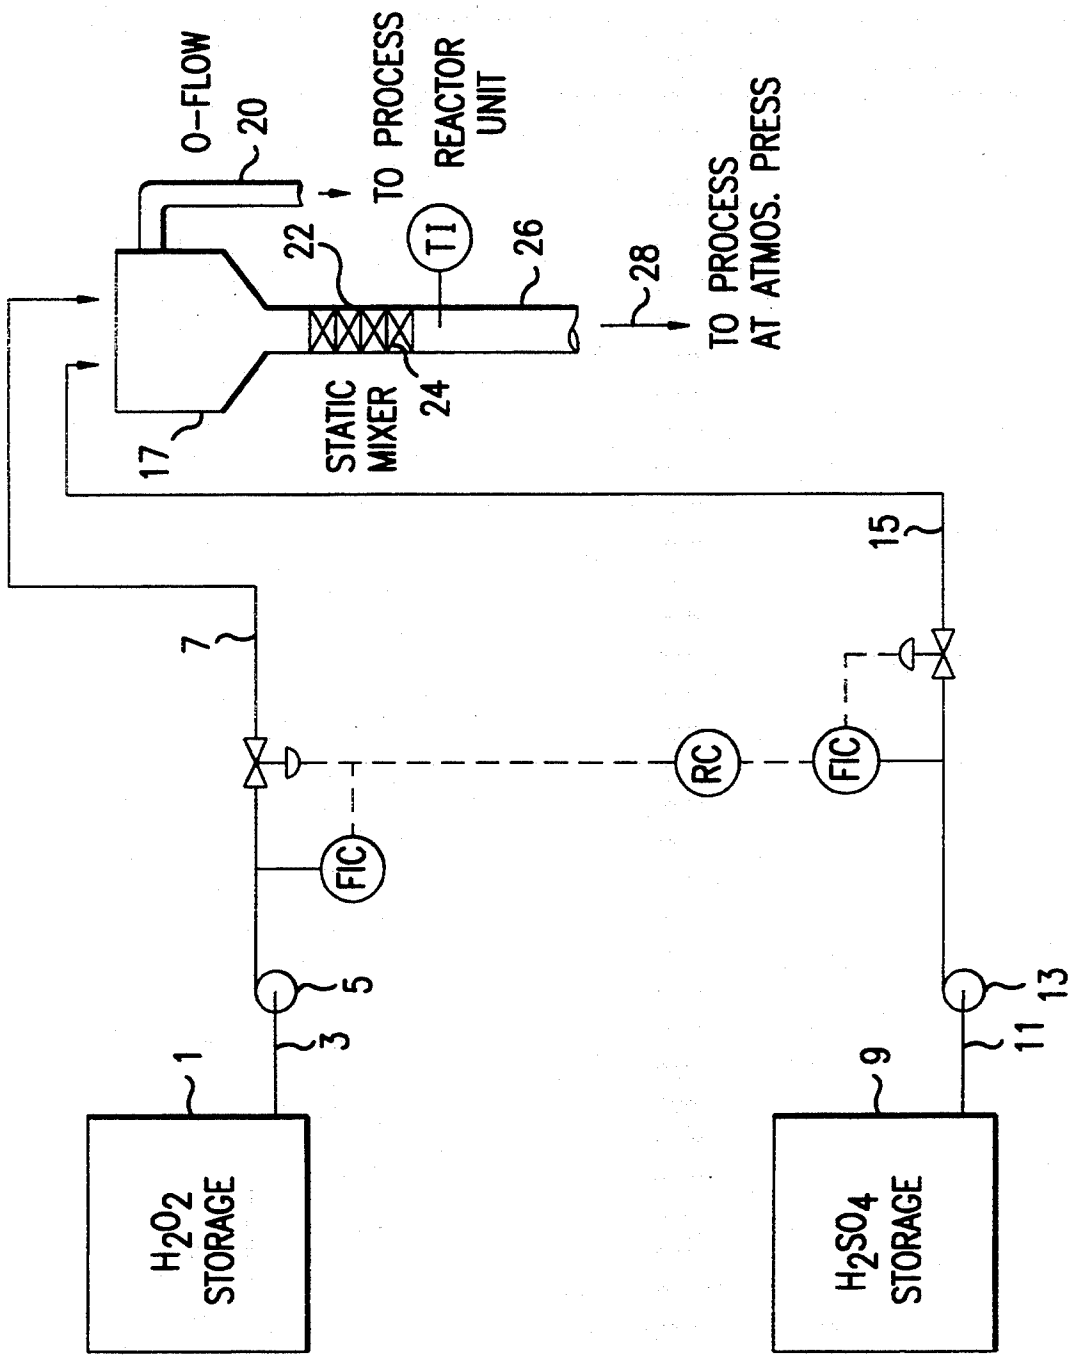 H2O2
STORAGE
1
3
5
FIC
7
H2SO4
STORAGE
9
11
13
FIC
RC
15
17
O-FLOW
20
TO PROCESS
REACTOR
UNIT
22
STATIC
MIXER
24
TI
26
28
TO PROCESS
AT ATMOS. PRESS